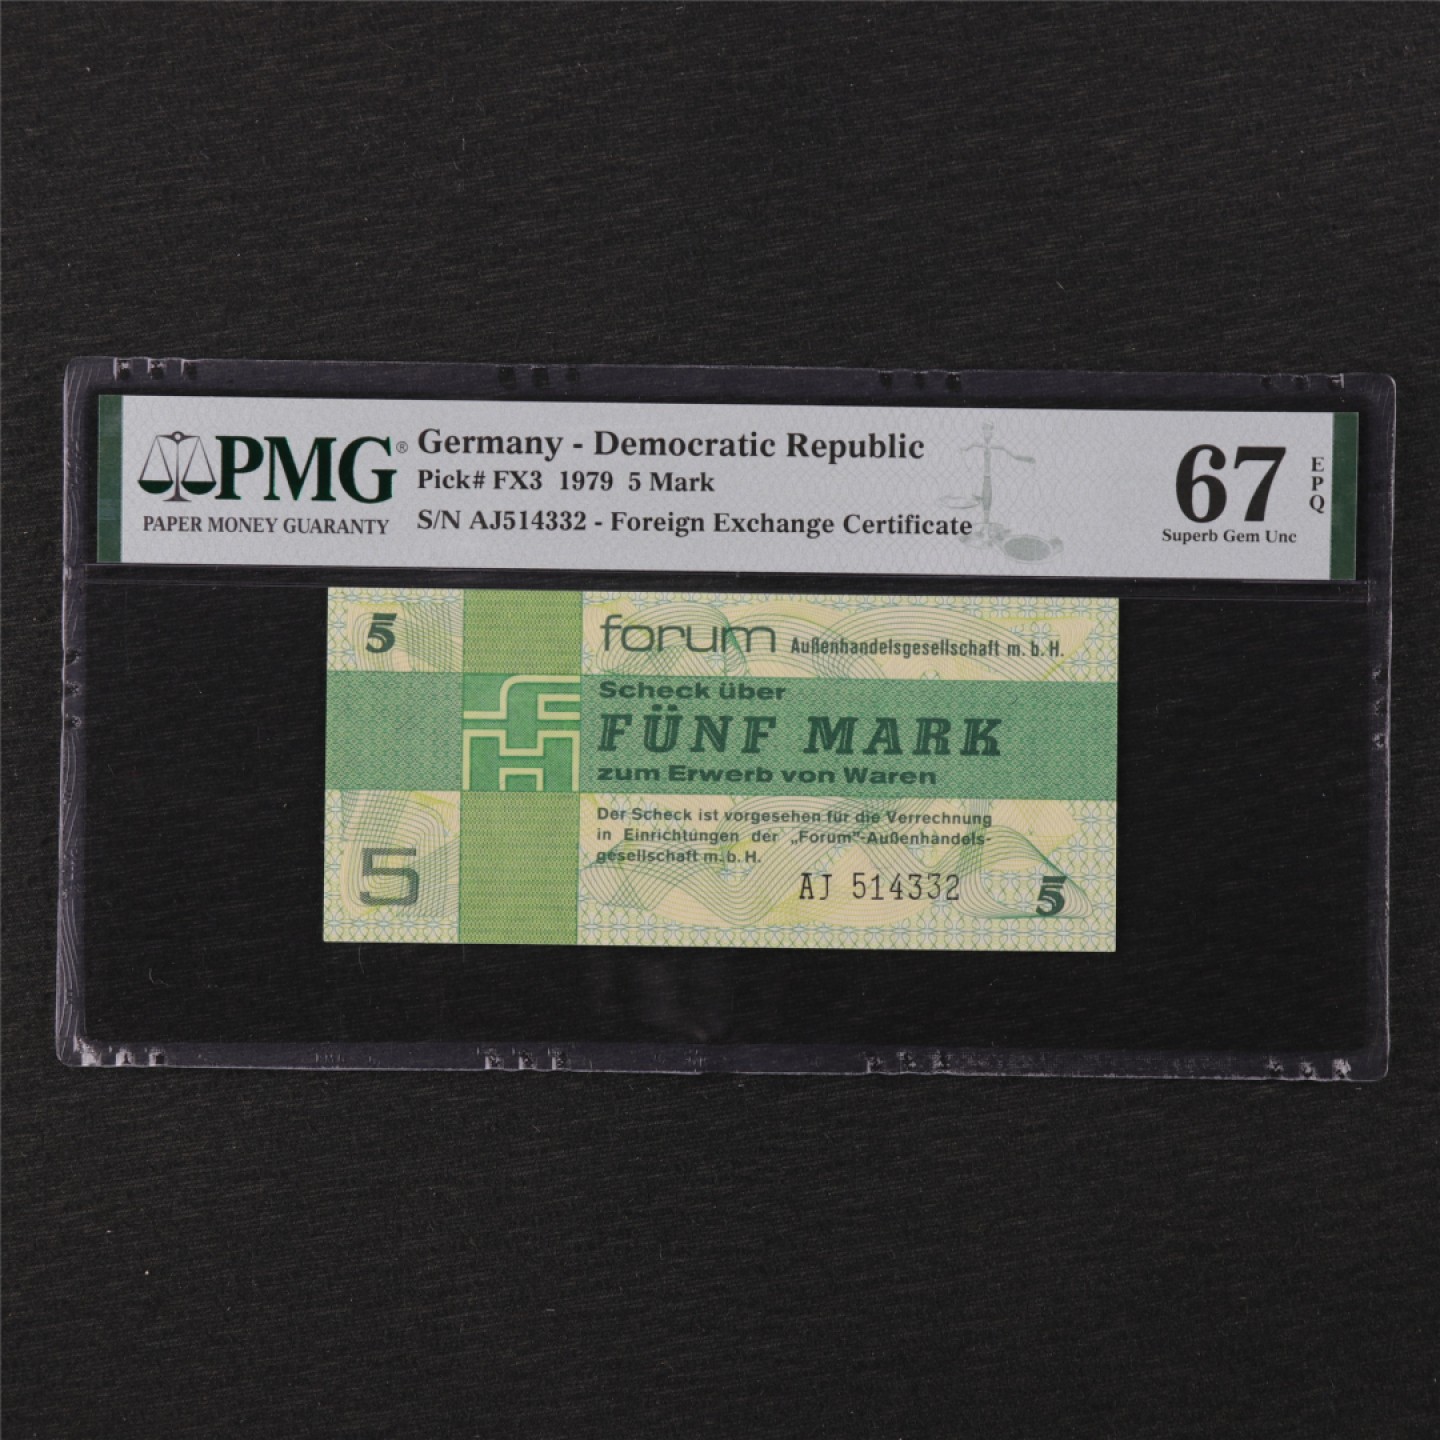 PMG®
PAPER MONEY GUARANTY
Germany - Democratic Republic
Pick# FX3 1979 5 Mark
S/N AJ514332 - Foreign Exchange Certificate
67
EPQ
Superb Gem Unc
5
forum Außenhandelsgesellschaft m. b. H.
Scheck über
FÜNF MARK
zum Erwerb von Waren
Der Scheck ist vorgesehen für die Verrechnung
in Einrichtungen der „Forum"-Außenhandels-
gesellschaft m. b. H.
5
AJ 514332
5